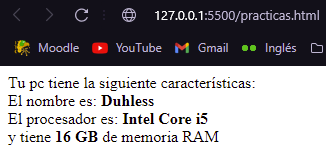 127.0.0.1:5500/practicas.html
Moodle YouTube Gmail Inglés
Tu pc tiene la siguiente características:
El nombre es: Duhless
El procesador es: Intel Core i5
y tiene 16 GB de memoria RAM